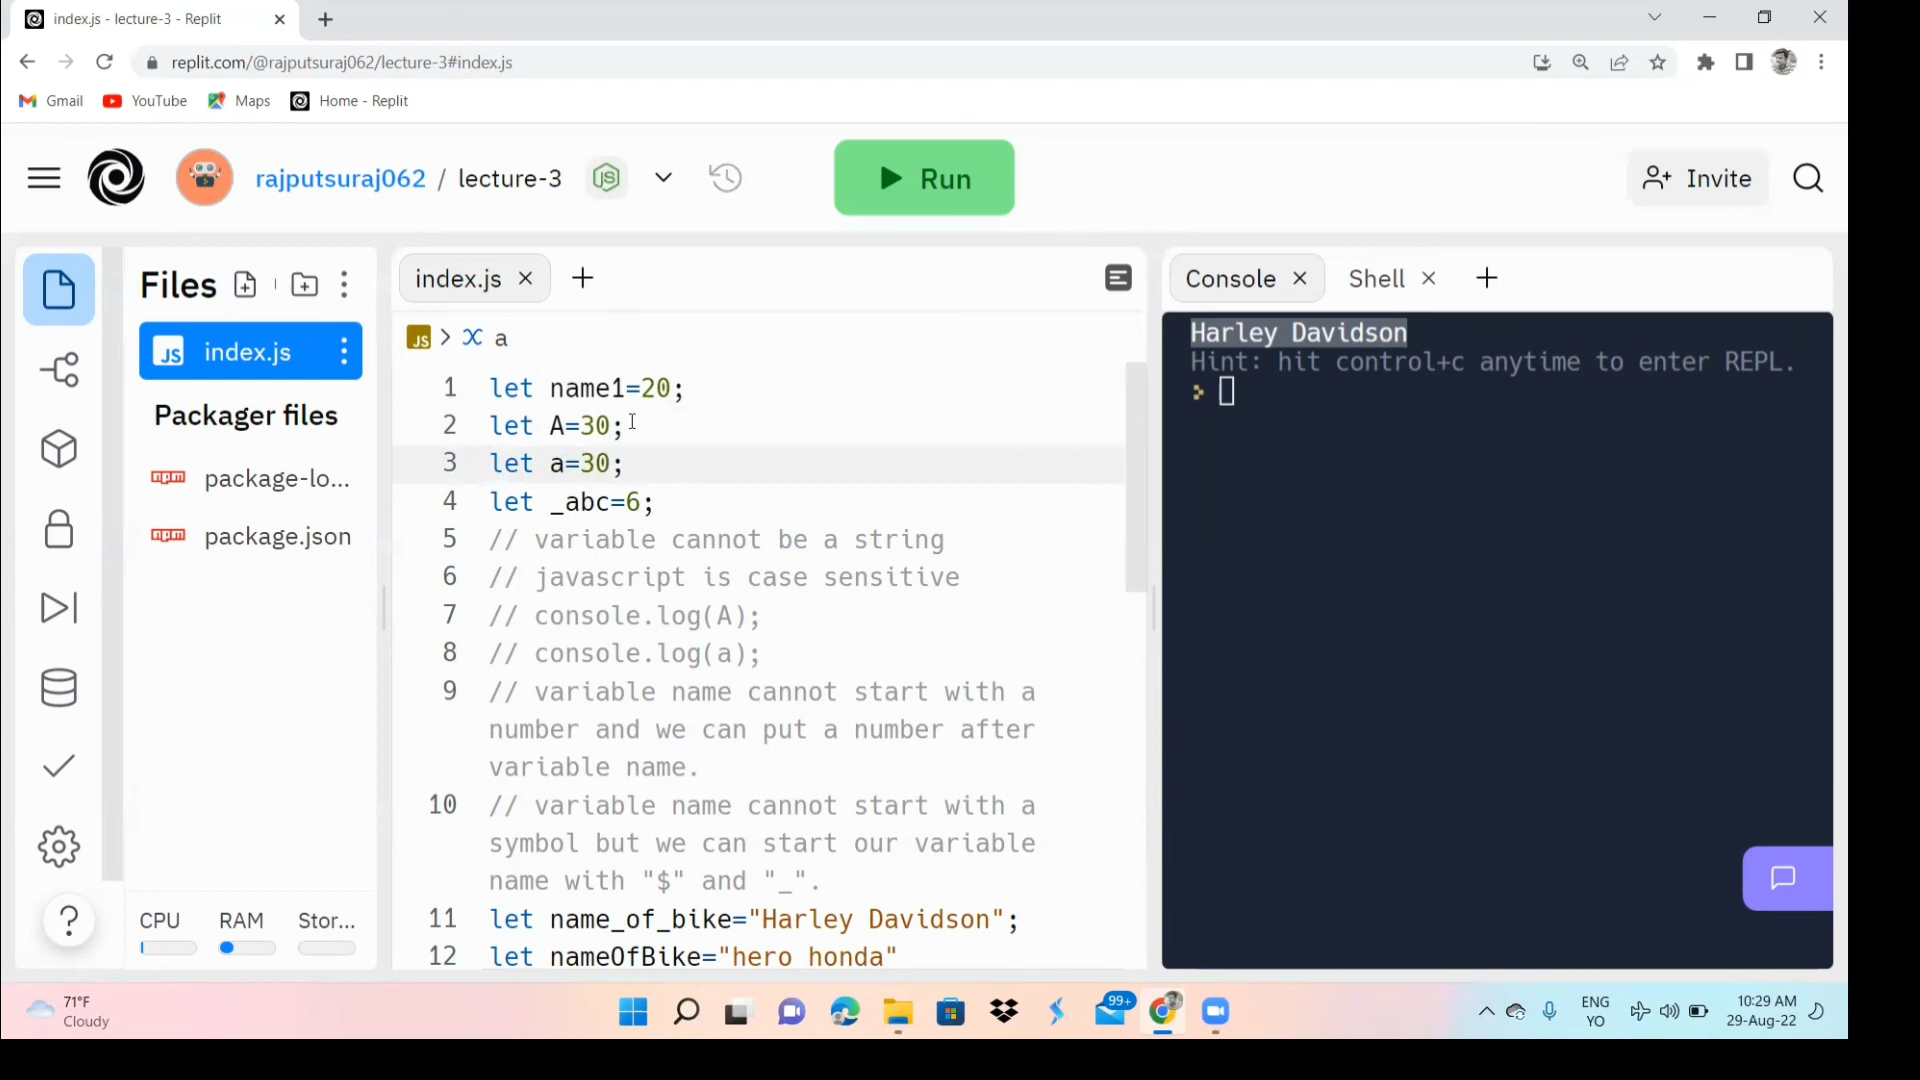 index.js - lecture-3 - Replit
replit.com/@rajputsuraj062/lecture-3#index.js
Gmail YouTube Maps Home - Replit
rajputsuraj062 / lecture-3 JS Run Invite
Files
JS index.js
Packager files
npm package-lo...
npm package.json
CPU RAM Stor...
index.js
JS > a
1 let name1=20;
2 let A=30;
3 let a=30;
4 let _abc=6;
5 // variable cannot be a string
6 // javascript is case sensitive
7 // console.log(A);
8 // console.log(a);
9 // variable name cannot start with a
number and we can put a number after
variable name.
10 // variable name cannot start with a
symbol but we can start our variable
name with "$" and "_".
11 let name_of_bike="Harley Davidson";
12 let nameOfBike="hero honda"
Console Shell
Harley Davidson
Hint: hit control+c anytime to enter REPL.
>
71°F
Cloudy
99+
ENG
YO
10:29 AM
29-Aug-22